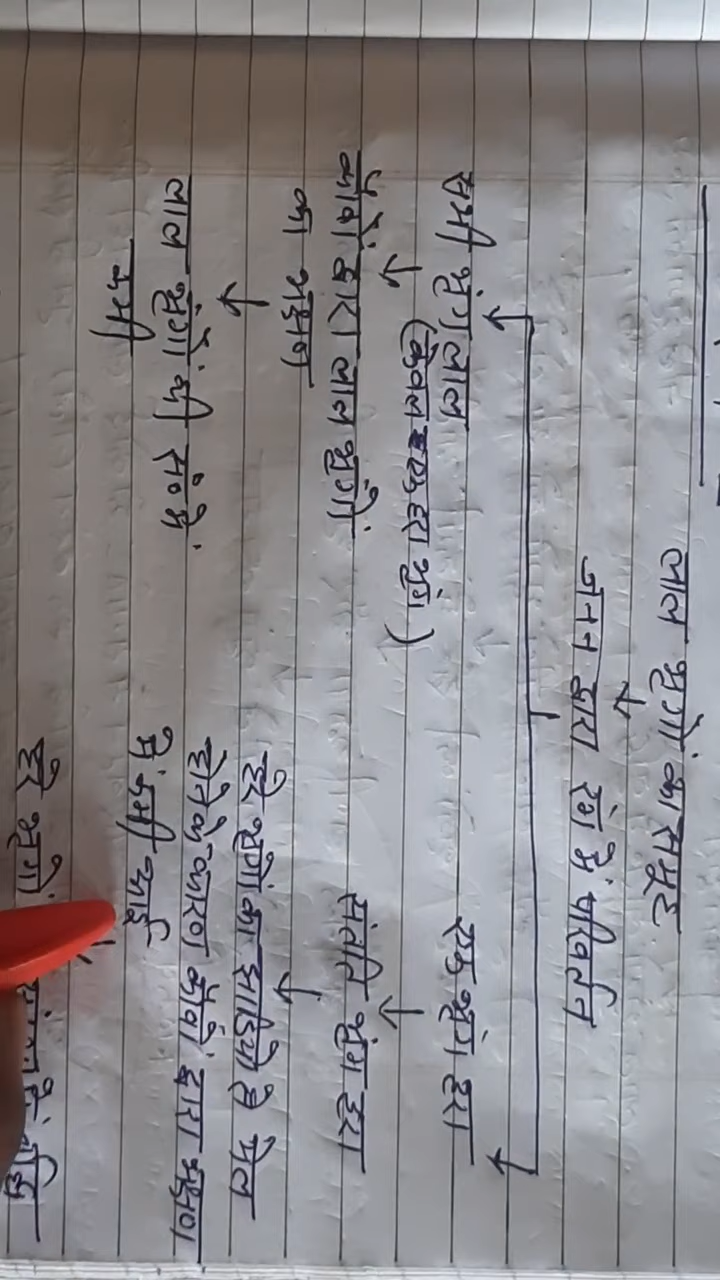 लाल भृंगों का समूह
↓
जनन द्वारा रंग में परिवर्तन
सभी भृंग लाल
(केवल एक हरा भृंग)
↓
कौवों द्वारा लाल भृंगों
का भक्षण
↓
लाल भृंगों की संo में
कमी
एक भृंग हरा
↓
संतति भृंग हरा
↓
हरे भृंगों का झाड़ियों से मेल
होने के कारण कौवों द्वारा भक्षण
में कमी आई
↓
हरे भृंगों